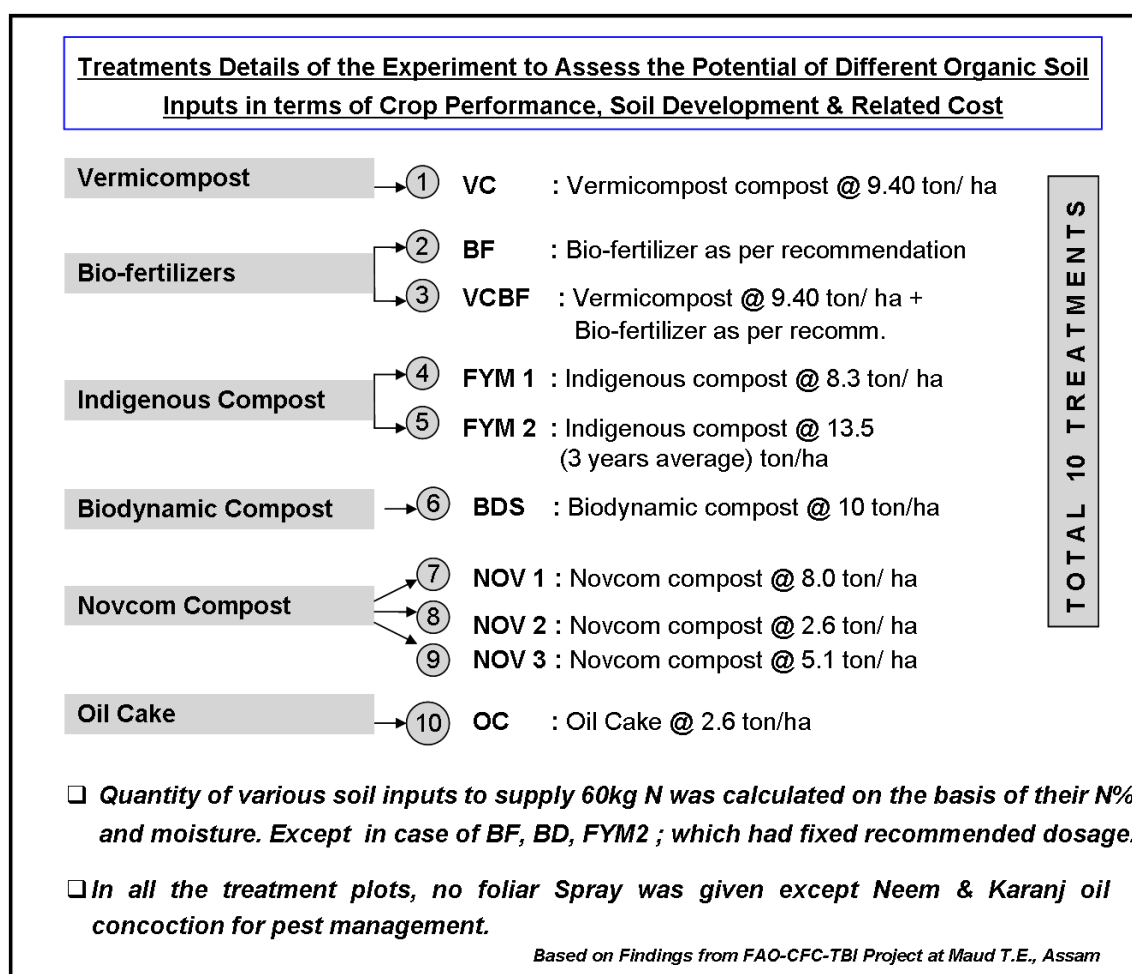 Treatments Details of the Experiment to Assess the Potential of Different Organic Soil
Inputs in terms of Crop Performance, Soil Development & Related Cost
Vermicompost
1 VC : Vermicompost compost @ 9.40 ton/ ha
Bio-fertilizers
2 BF : Bio-fertilizer as per recommendation
3 VCBF : Vermicompost @ 9.40 ton/ ha +
Bio-fertilizer as per recomm.
Indigenous Compost
4 FYM 1 : Indigenous compost @ 8.3 ton/ ha
5 FYM 2 : Indigenous compost @ 13.5
(3 years average) ton/ha
Biodynamic Compost
6 BDS : Biodynamic compost @ 10 ton/ha
Novcom Compost
7 NOV 1 : Novcom compost @ 8.0 ton/ ha
8 NOV 2 : Novcom compost @ 2.6 ton/ ha
9 NOV 3 : Novcom compost @ 5.1 ton/ ha
Oil Cake
10 OC : Oil Cake @ 2.6 ton/ha
TOTAL 10 TREATMENTS
❑ Quantity of various soil inputs to supply 60kg N was calculated on the basis of their N%
and moisture. Except in case of BF, BD, FYM2 ; which had fixed recommended dosage.
❑ In all the treatment plots, no foliar Spray was given except Neem & Karanj oil
concoction for pest management.
Based on Findings from FAO-CFC-TBI Project at Maud T.E., Assam